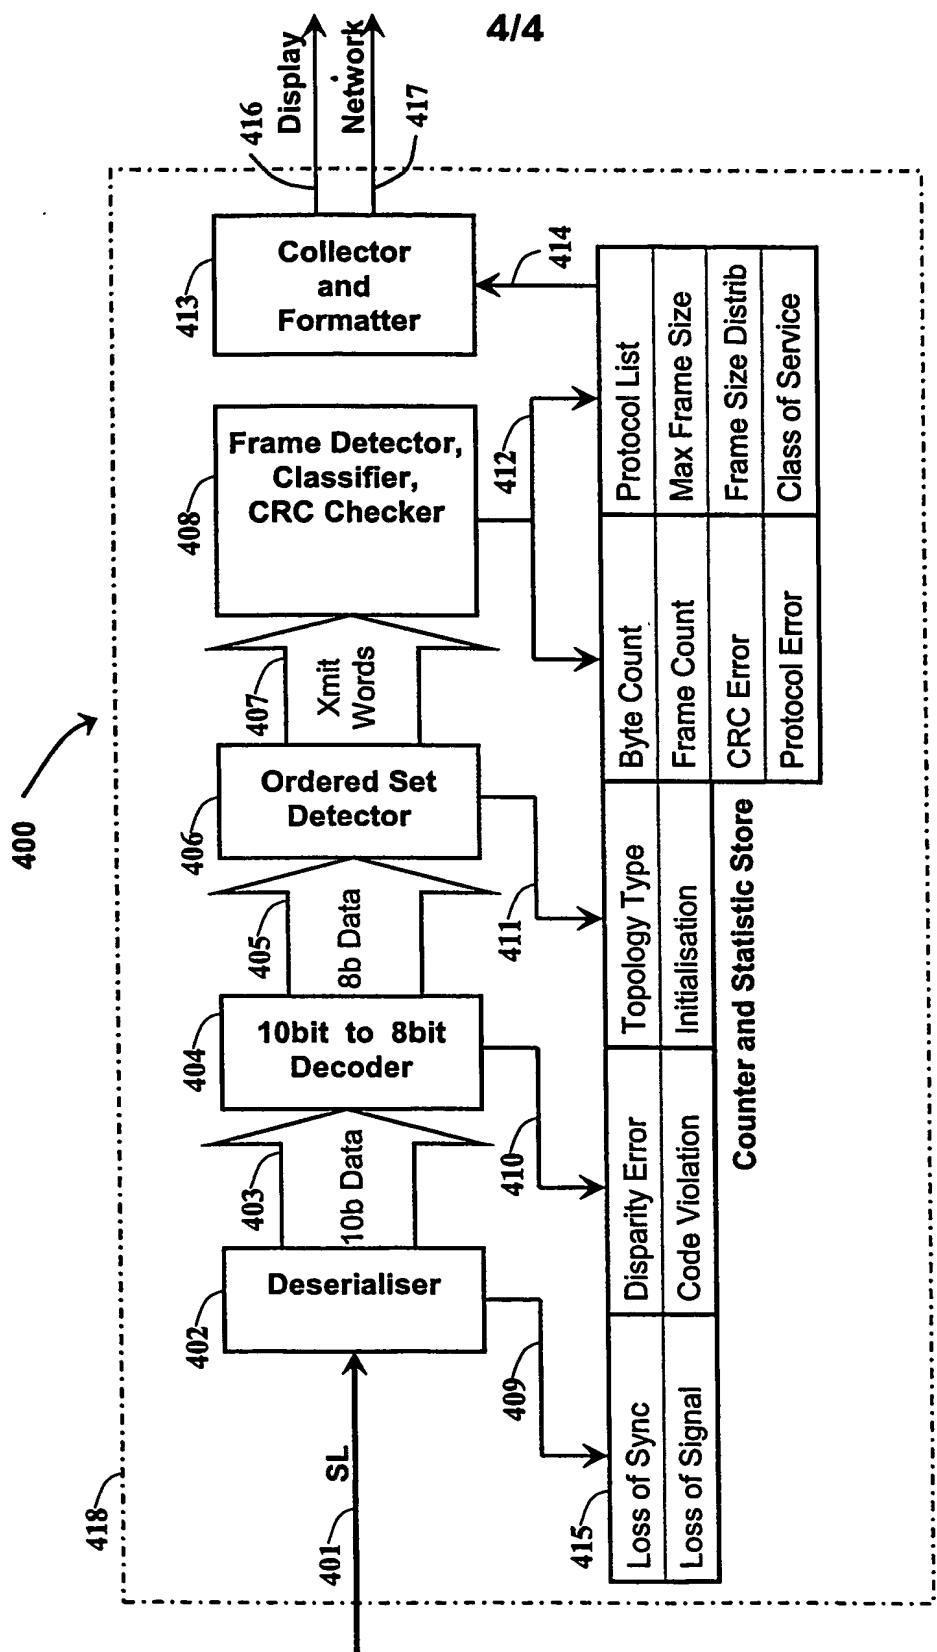 4/4
400
418
401
SL
402
Deserialiser
403
10b Data
404
10bit to 8bit
Decoder
405
8b Data
406
Ordered Set
Detector
407
Xmit
Words
408
Frame Detector,
Classifier,
CRC Checker
413
Collector
and
Formatter
416
Display
Network
417
409
410
411
412
414
415
Loss of Sync
Loss of Signal
Disparity Error
Code Violation
Topology Type
Initialisation
Byte Count
Frame Count
CRC Error
Protocol Error
Protocol List
Max Frame Size
Frame Size Distrib
Class of Service
Counter and Statistic Store